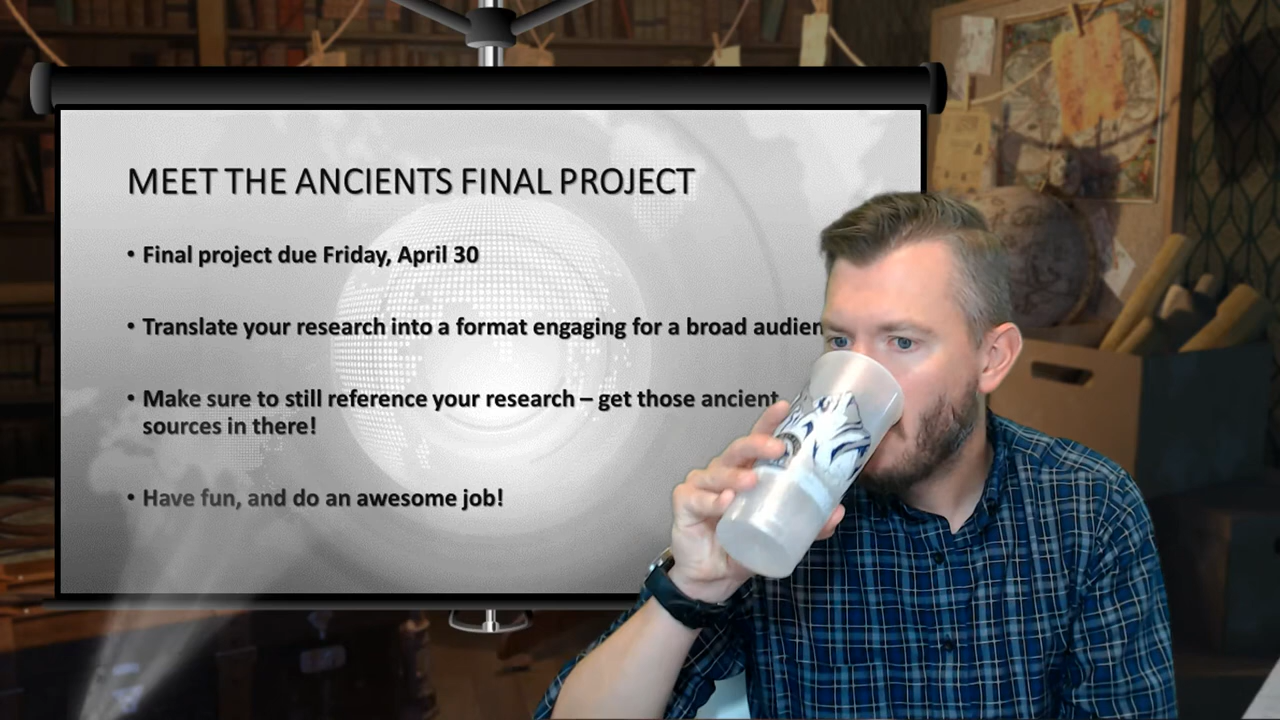 MEET THE ANCIENTS FINAL PROJECT
• Final project due Friday, April 30
• Translate your research into a format engaging for a broad audien
• Make sure to still reference your research – get those ancient
sources in there!
• Have fun, and do an awesome job!